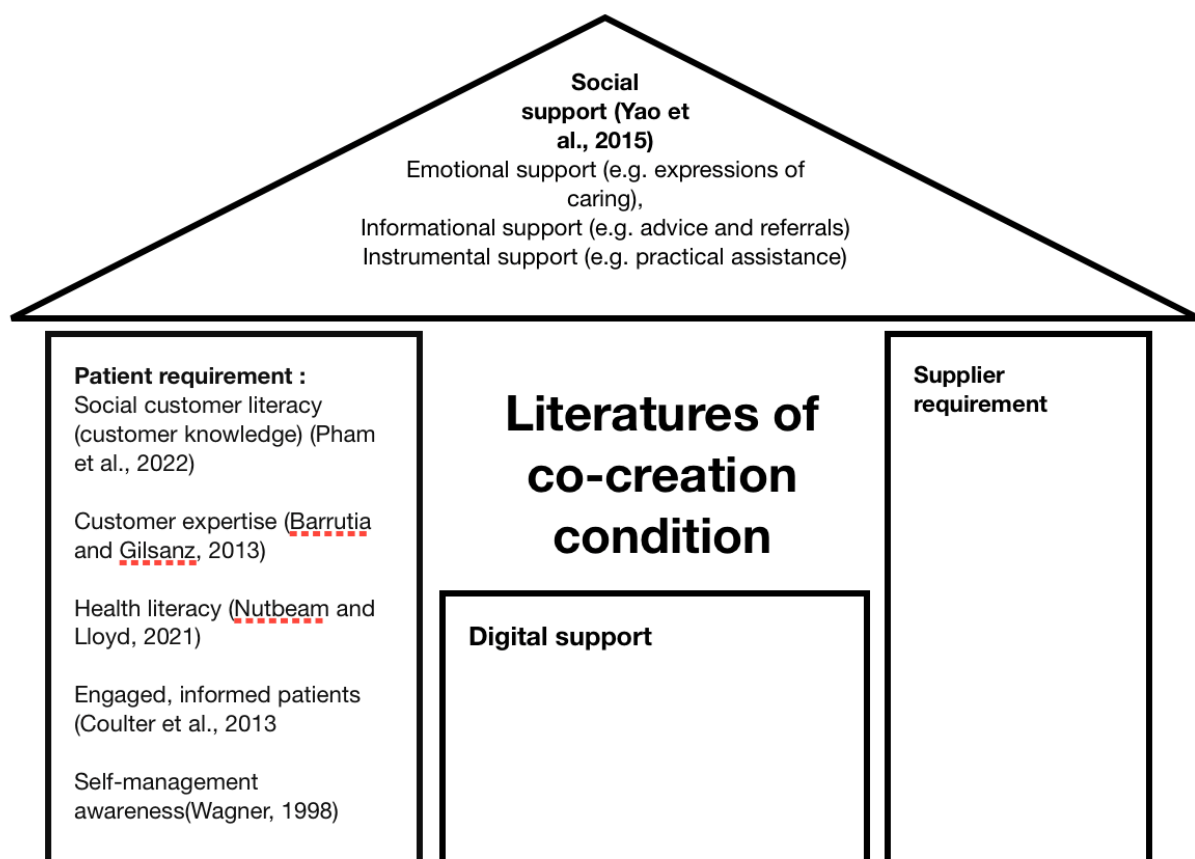 Social
support (Yao et
al., 2015)
Emotional support (e.g. expressions of
caring),
Informational support (e.g. advice and referrals)
Instrumental support (e.g. practical assistance)
Patient requirement :
Social customer literacy
(customer knowledge) (Pham
et al., 2022)
Customer expertise (Barrutia
and Gilsanz, 2013)
Health literacy (Nutbeam and
Lloyd, 2021)
Engaged, informed patients
(Coulter et al., 2013
Self-management
awareness(Wagner, 1998)
Literatures of
co-creation
condition
Digital support
Supplier
requirement